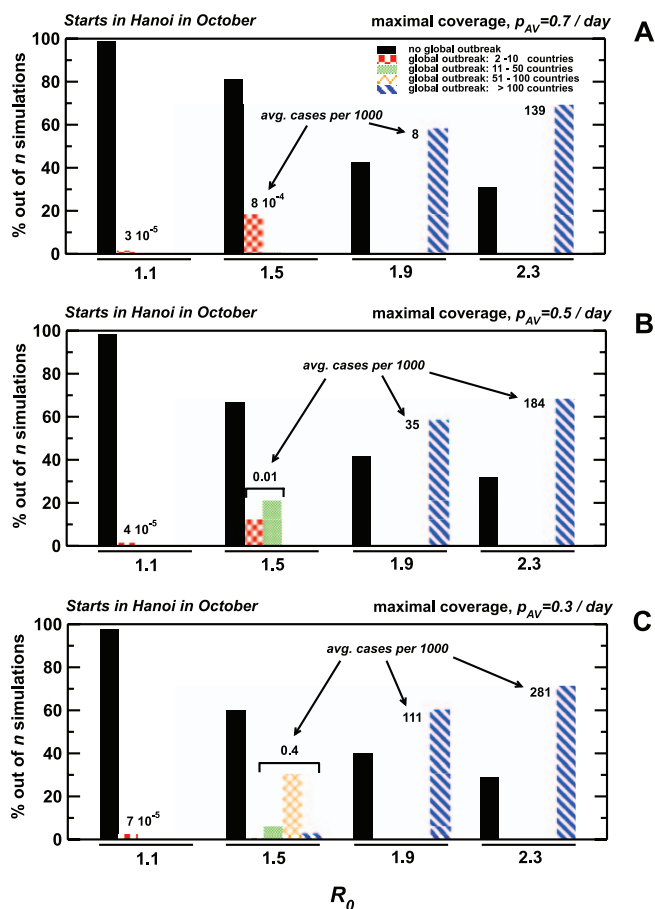 Starts in Hanoi in October maximal coverage, pAV=0.7 / day A
100
80
60
40
20
0
% out of n simulations
no global outbreak
global outbreak: 2 -10 countries
global outbreak: 11 - 50 countries
global outbreak: 51 - 100 countries
global outbreak: > 100 countries
avg. cases per 1000
3 10-5
8 10-4
8
139
1.1 1.5 1.9 2.3
Starts in Hanoi in October maximal coverage, pAV=0.5 / day B
100
80
60
40
20
0
% out of n simulations
avg. cases per 1000
4 10-5
0.01
35
184
1.1 1.5 1.9 2.3
Starts in Hanoi in October maximal coverage, pAV=0.3 / day C
100
80
60
40
20
0
% out of n simulations
avg. cases per 1000
7 10-5
0.4
111
281
1.1 1.5 1.9 2.3
R0